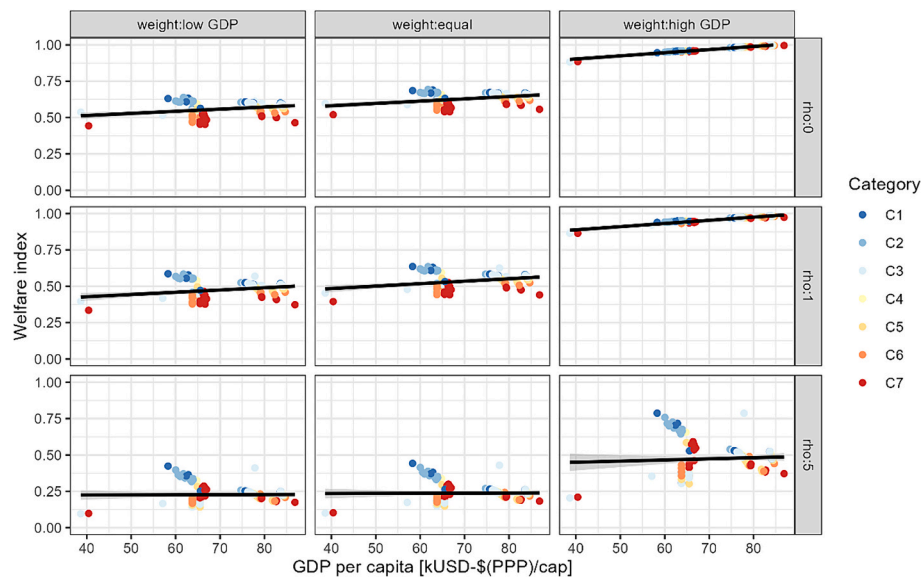 weight:low GDP weight:equal weight:high GDP
1.00
0.75
0.50
0.25
0.00
rho:0
1.00
0.75
0.50
0.25
0.00
rho:1
1.00
0.75
0.50
0.25
0.00
rho:5
40 50 60 70 80 40 50 60 70 80 40 50 60 70 80
GDP per capita [kUSD-$(PPP)/cap]
Welfare index
Category
C1
C2
C3
C4
C5
C6
C7